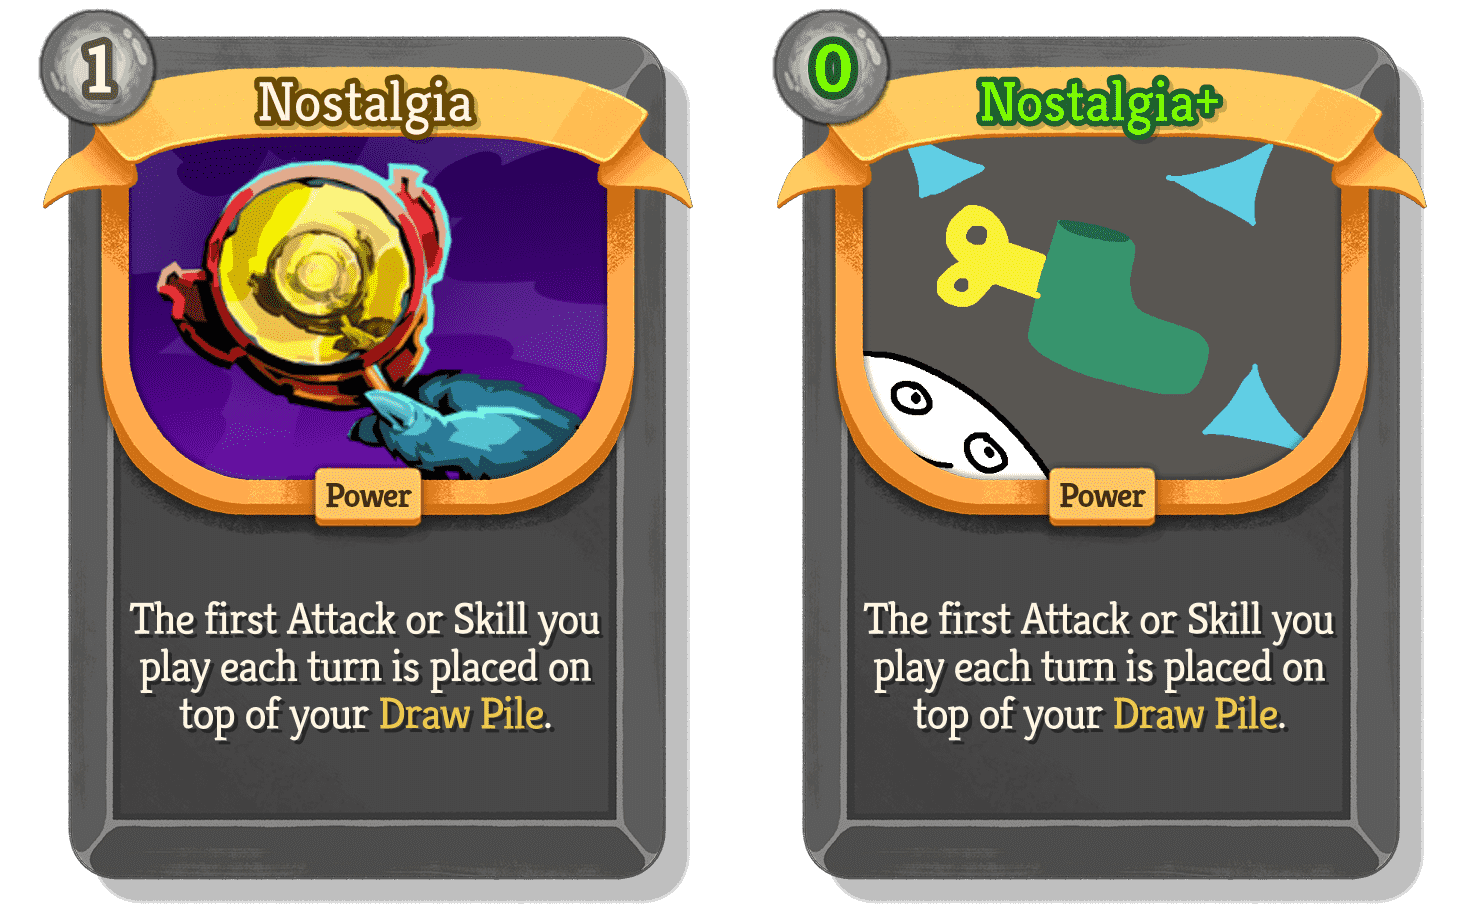 1
Nostalgia
Power
The first Attack or Skill you
play each turn is placed on
top of your Draw Pile.
0
Nostalgia+
Power
The first Attack or Skill you
play each turn is placed on
top of your Draw Pile.